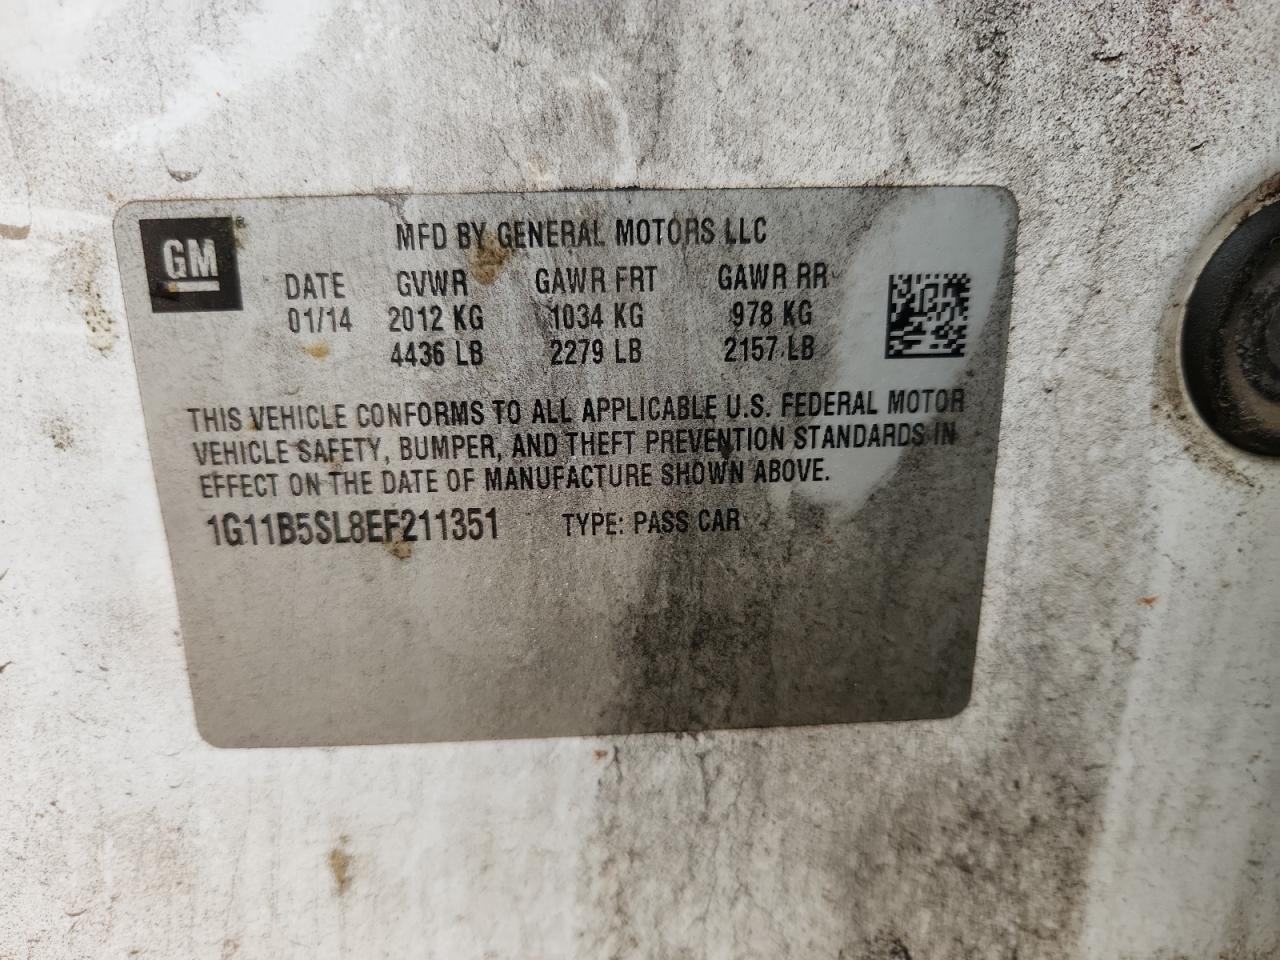 GM
MFD BY GENERAL MOTORS LLC
DATE GVWR GAWR FRT GAWR RR
01/14 2012 KG 1034 KG 978 KG
4436 LB 2279 LB 2157 LB
THIS VEHICLE CONFORMS TO ALL APPLICABLE U.S. FEDERAL MOTOR
VEHICLE SAFETY, BUMPER, AND THEFT PREVENTION STANDARDS IN
EFFECT ON THE DATE OF MANUFACTURE SHOWN ABOVE.
1G11B5SL8EF211351 TYPE: PASS CAR